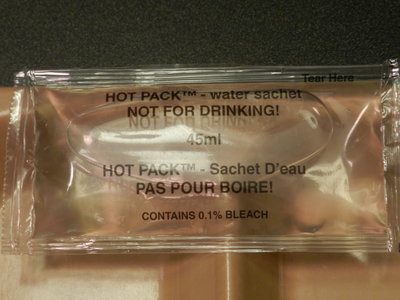 Tear Here
HOT PACK™ - water sachet
NOT FOR DRINKING!
45ml
HOT PACK™ - Sachet D'eau
PAS POUR BOIRE!
CONTAINS 0.1% BLEACH